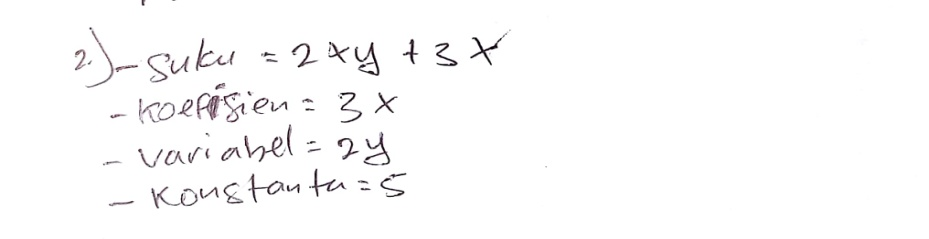 2.) - Suku = 2xy + 3x
- Koefisien = 3x
- Variabel = 2y
- Konstanta = 5